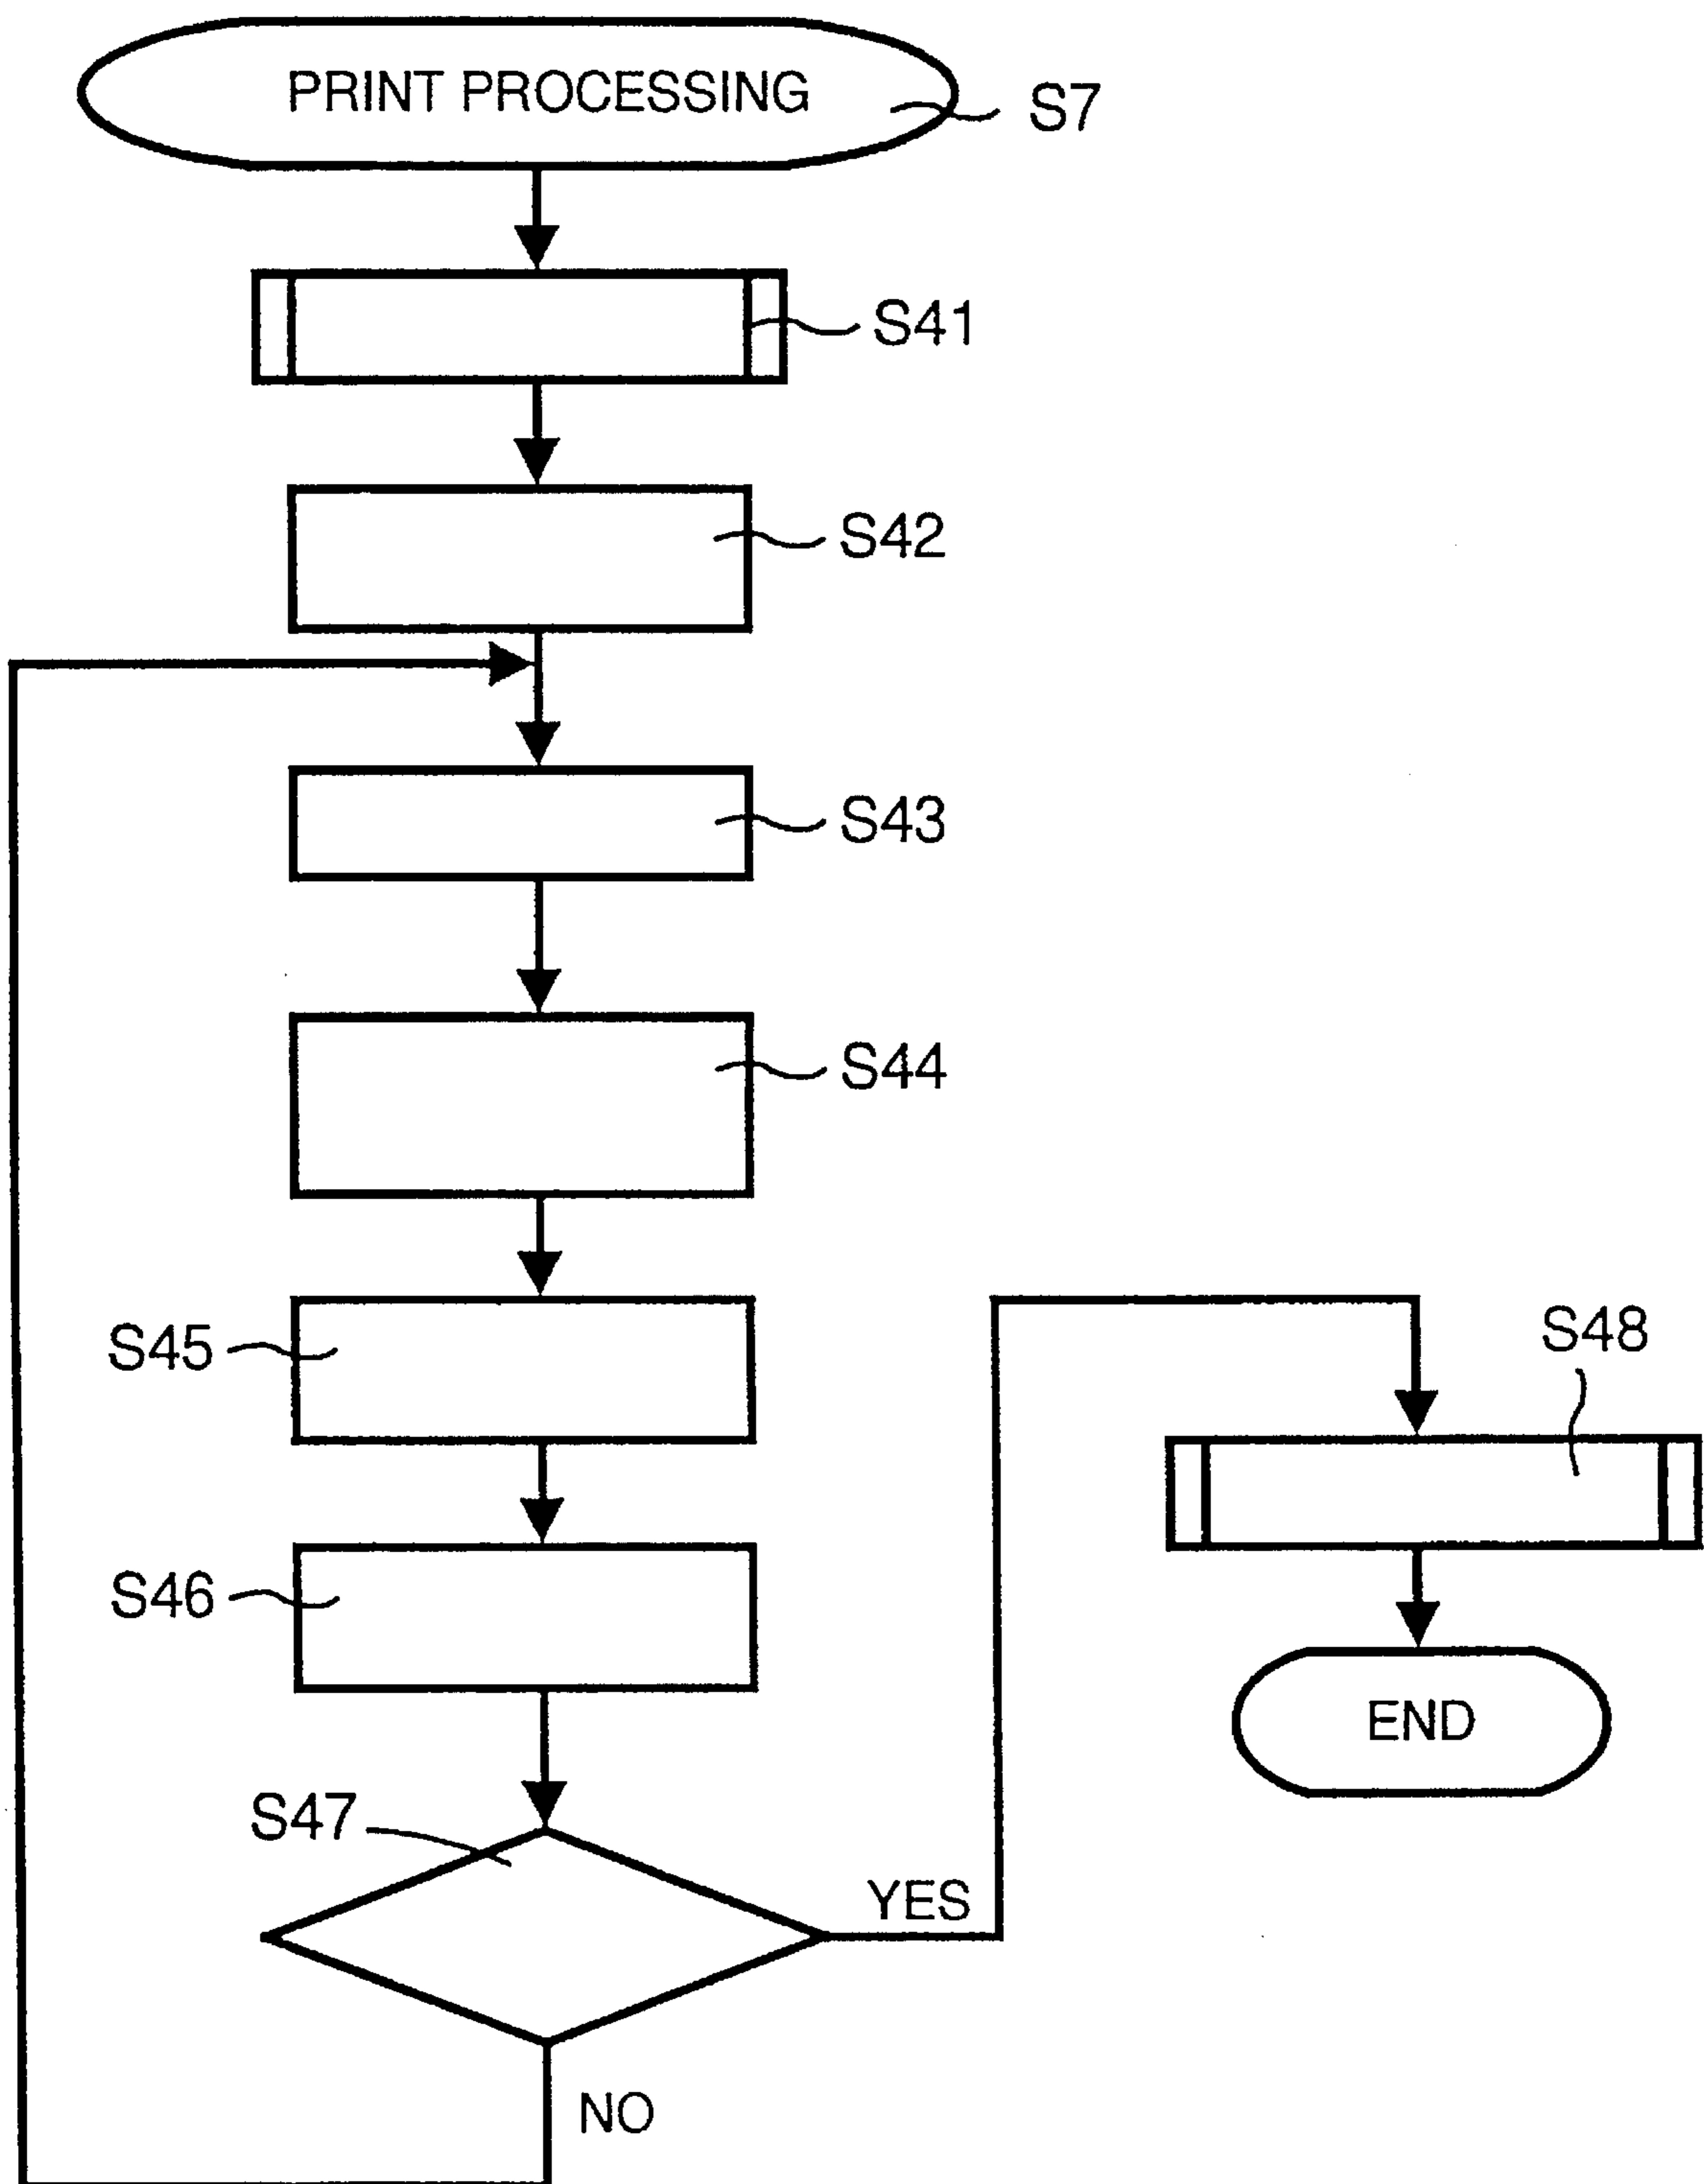 PRINT PROCESSING
S7
S41
S42
S43
S44
S45
S48
S46
END
S47
YES
NO